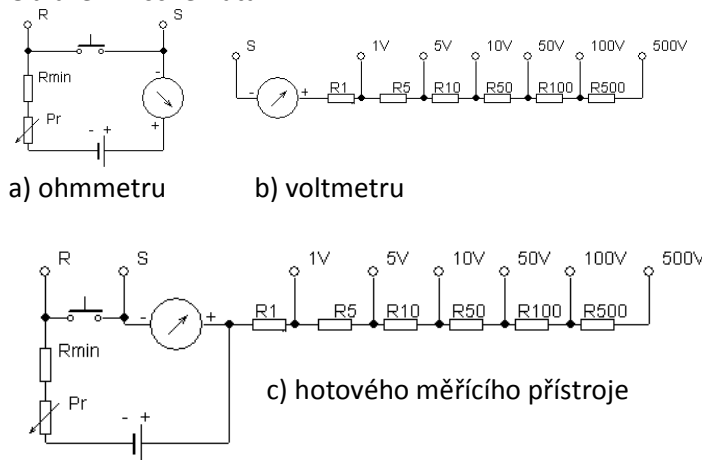 R S
- 
Rmin
Pr
+
- +
S 1V 5V 10V 50V 100V 500V
- + R1 R5 R10 R50 R100 R500
a) ohmmetru b) voltmetru
R S 1V 5V 10V 50V 100V 500V
- + R1 R5 R10 R50 R100 R500
Rmin
c) hotového měřícího přístroje
Pr
- +